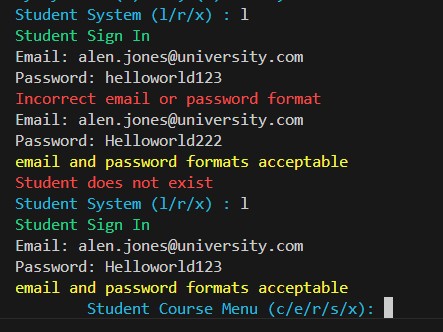 Student System (l/r/x) : l
Student Sign In
Email: alen.jones@university.com
Password: helloworld123
Incorrect email or password format
Email: alen.jones@university.com
Password: Helloworld222
email and password formats acceptable
Student does not exist
Student System (l/r/x) : l
Student Sign In
Email: alen.jones@university.com
Password: Helloworld123
email and password formats acceptable
Student Course Menu (c/e/r/s/x):